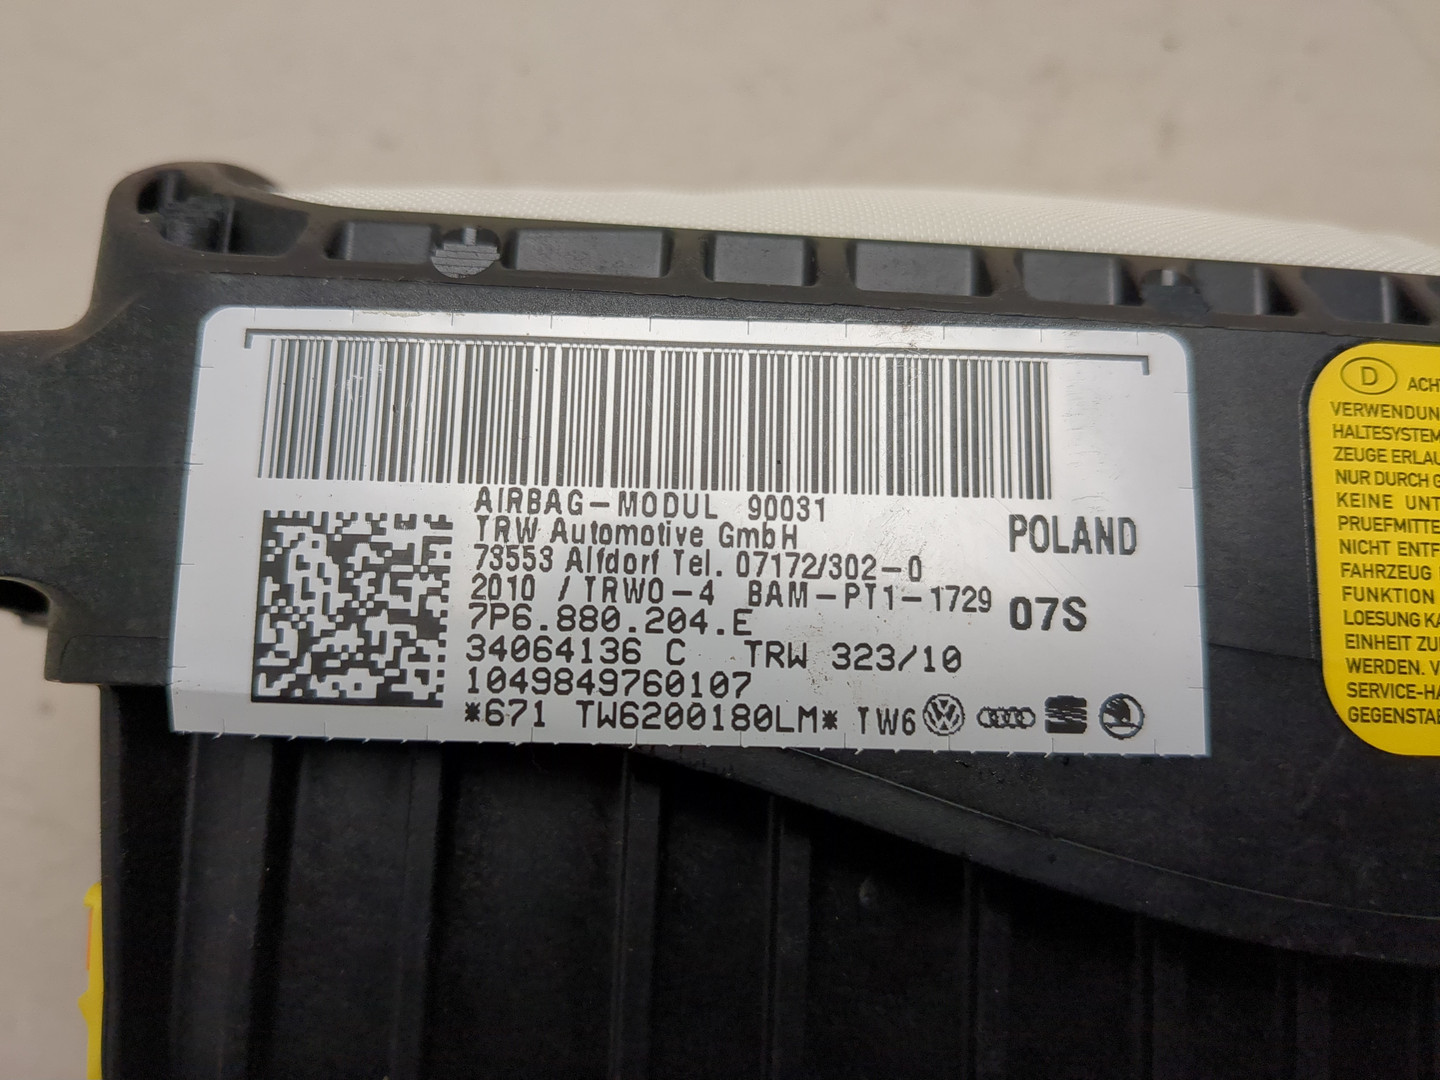 AIRBAG-MODUL 90031
TRW Automotive GmbH
73553 Alfdorf Tel. 07172/302-0
2010 / TRWO-4 BAM-PT1-1729
7P6.880.204.E
34064136 C TRW 323/10
1049849760107
*671 TW6200180LM* TW6
POLAND
07S
D
VERWENDUN
HALTESYSTEM
ZEUGE ERLAU
NUR DURCH G
KEINE UNT
PRUEFMITTE
NICHT ENTF
FAHRZEUG
FUNKTION
LOESUNG KA
EINHEIT ZU
WERDEN. V
SERVICE-HA
GEGENSTA